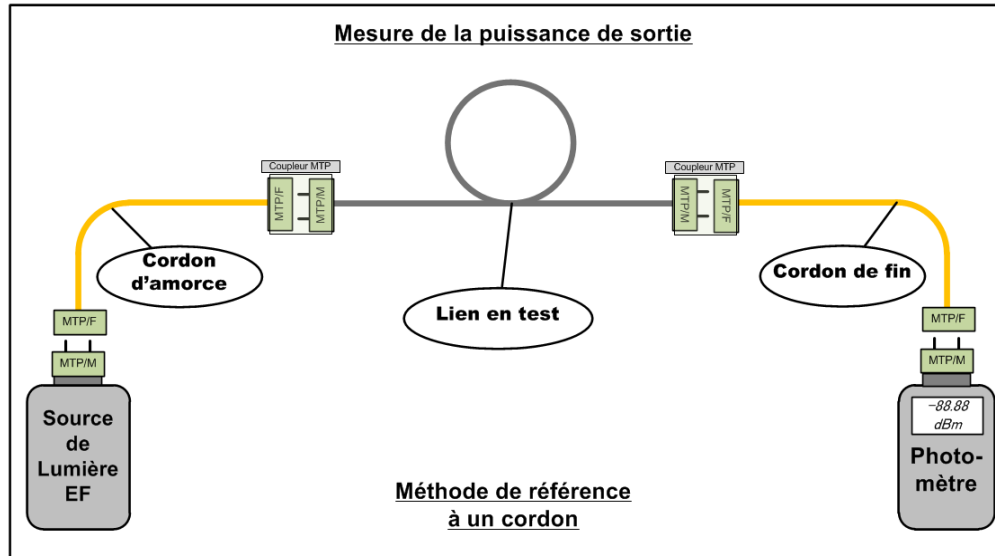 Mesure de la puissance de sortie
Coupleur MTP
MTP/F
MTP/M
Coupleur MTP
MTP/M
MTP/F
Cordon
d'amorce
Lien en test
Cordon de fin
MTP/F
MTP/M
Source
de
Lumière
EF
MTP/F
MTP/M
-88.88
dBm
Photo-
mètre
Méthode de référence
à un cordon